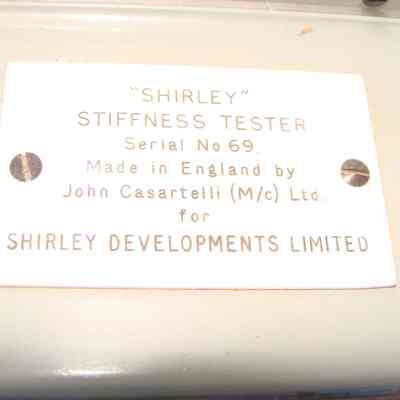 "SHIRLEY"
STIFFNESS TESTER
Serial No 69.
Made in England by
John Casartelli (M/c) Ltd.
for
SHIRLEY DEVELOPMENTS LIMITED